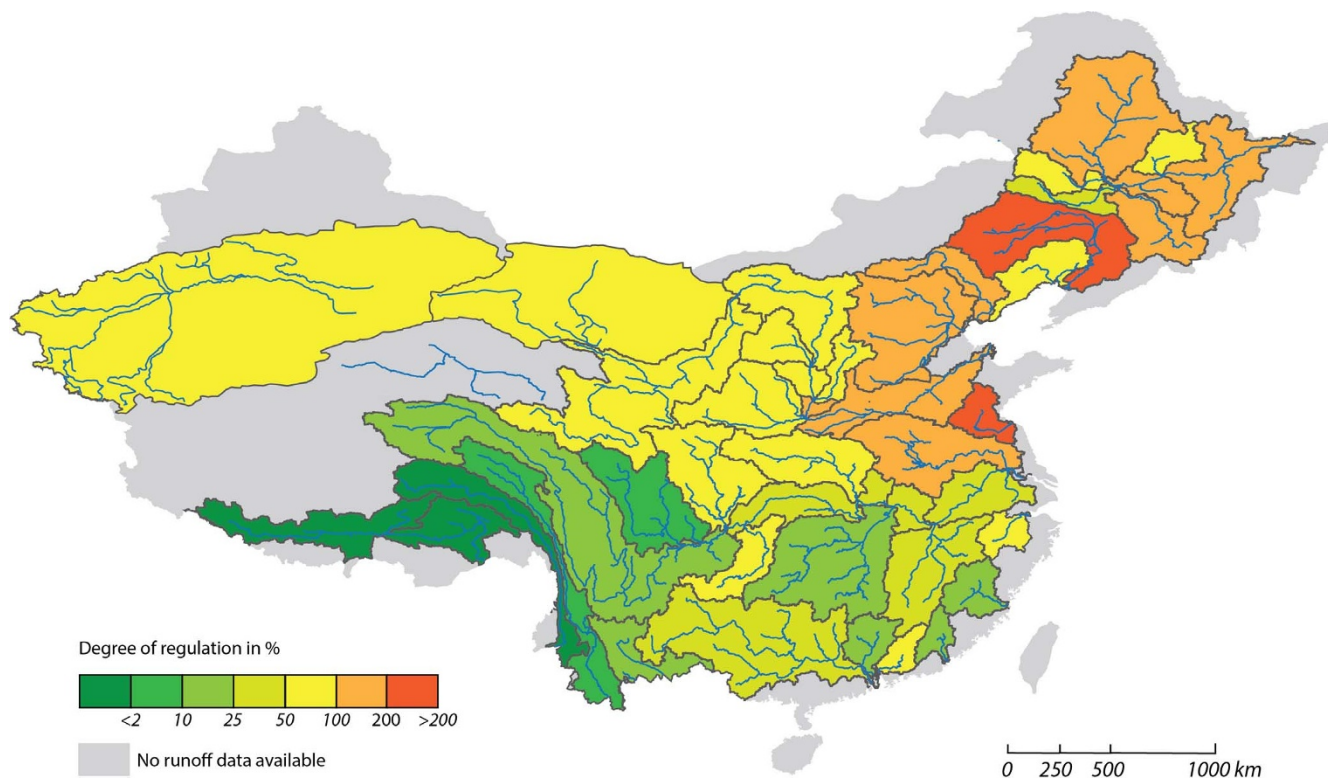 Degree of regulation in %
<2 10 25 50 100 200 >200
No runoff data available
0 250 500 1000 km